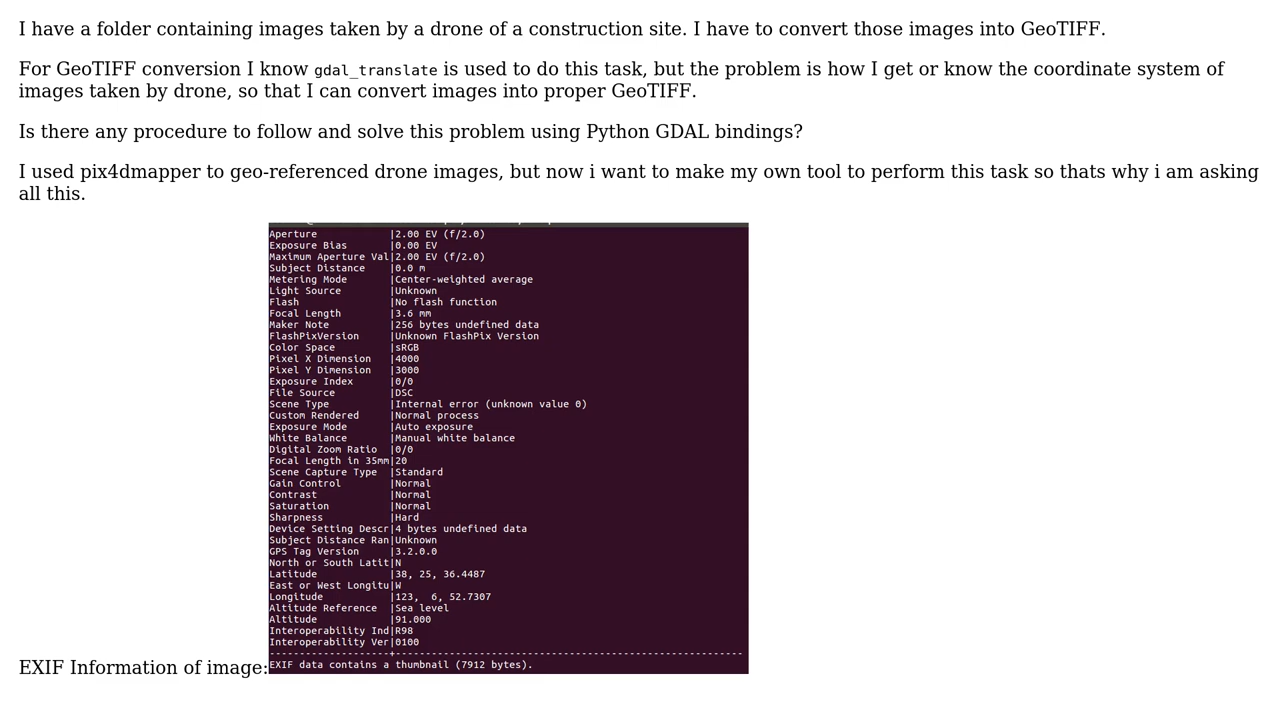 I have a folder containing images taken by a drone of a construction site. I have to convert those images into GeoTIFF.
For GeoTIFF conversion I know gdal_translate is used to do this task, but the problem is how I get or know the coordinate system of
images taken by drone, so that I can convert images into proper GeoTIFF.
Is there any procedure to follow and solve this problem using Python GDAL bindings?
I used pix4dmapper to geo-referenced drone images, but now i want to make my own tool to perform this task so thats why i am asking
all this.
Aperture |2.00 EV (f/2.0)
Exposure Bias |0.00 EV
Maximum Aperture Val|2.00 EV (f/2.0)
Subject Distance |0.0 m
Metering Mode |Center-weighted average
Light Source |Unknown
Flash |No flash function
Focal Length |3.6 mm
Maker Note |256 bytes undefined data
FlashPixVersion |Unknown FlashPix Version
Color Space |sRGB
Pixel X Dimension |4000
Pixel Y Dimension |3000
Exposure Index |0/0
File Source |DSC
Scene Type |Internal error (unknown value 0)
Custom Rendered |Normal process
Exposure Mode |Auto exposure
White Balance |Manual white balance
Digital Zoom Ratio |0/0
Focal Length in 35mm|20
Scene Capture Type |Standard
Gain Control |Normal
Contrast |Normal
Saturation |Normal
Sharpness |Hard
Device Setting Descr|4 bytes undefined data
Subject Distance Ran|Unknown
GPS Tag Version |3.2.0.0
North or South Latit|N
Latitude |38, 25, 36.4487
East or West Longitu|W
Longitude |123,  6, 52.7307
Altitude Reference |Sea level
Altitude |91.000
Interoperability Ind|R98
Interoperability Ver|0100
--------------------+----------------------------------------------------------
EXIF data contains a thumbnail (7912 bytes).
EXIF Information of image: